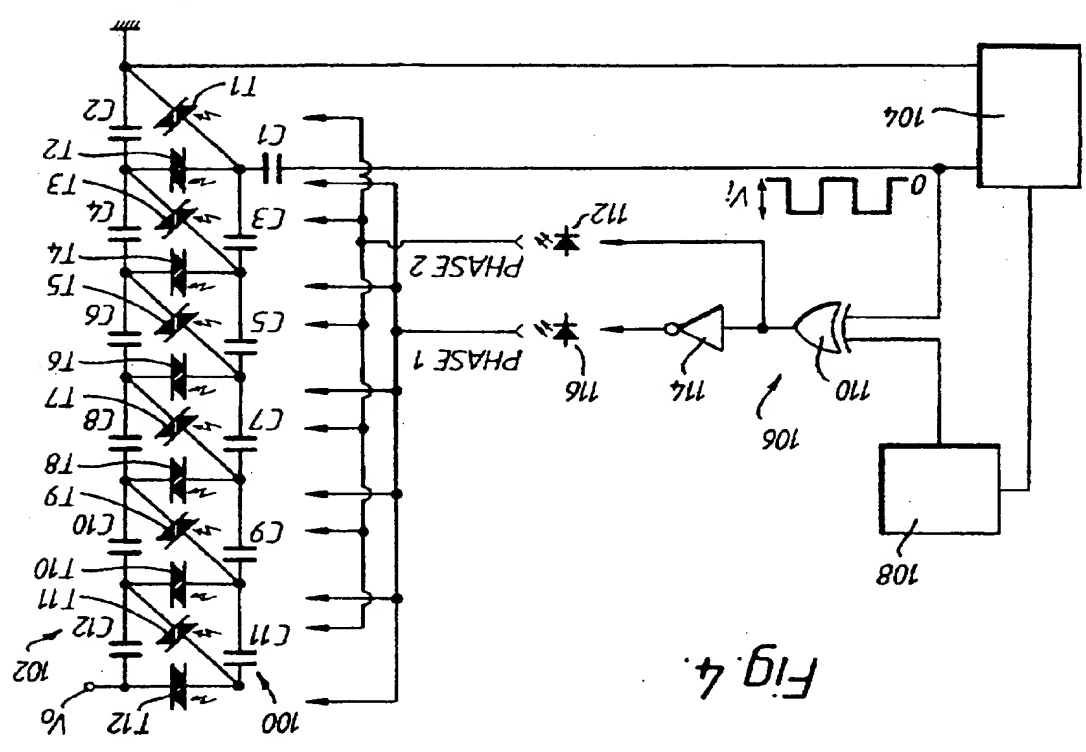 100 T12 V₀
Fig. 4.
102
C11 C12
T11
108
T10
C9 C10
T9
T8
106
C7 C8
T7
110 114 116
PHASE 1
T6
C5 C6
T5
PHASE 2
T4
112
C3 C4
Vi
0
T3
T2
C1
104
C2
T1